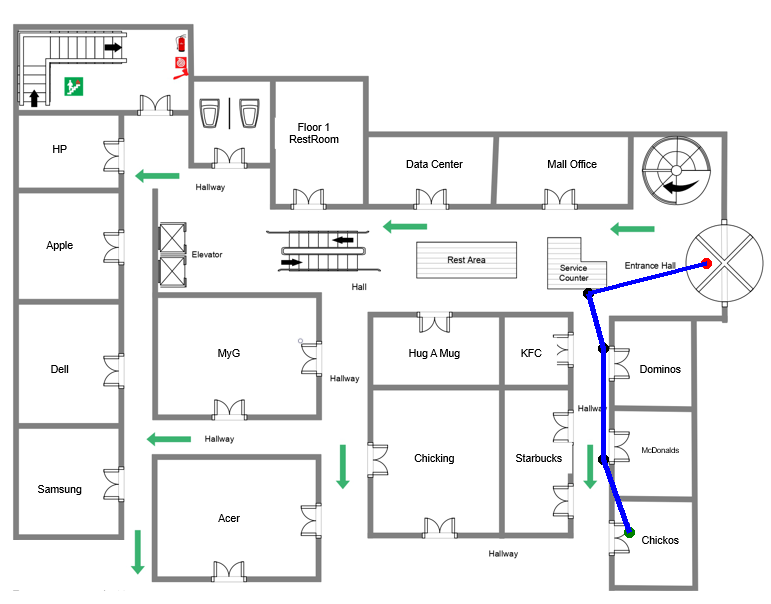 HP
Floor 1
RestRoom
Data Center
Mall Office
Hallway
Apple
Elevator
Rest Area
Service
Counter
Entrance Hall
Hall
MyG
Hug A Mug
KFC
Dominos
Dell
Hallway
Hallway
Hallway
McDonalds
Chicking
Starbucks
Samsung
Acer
Chickos
Hallway